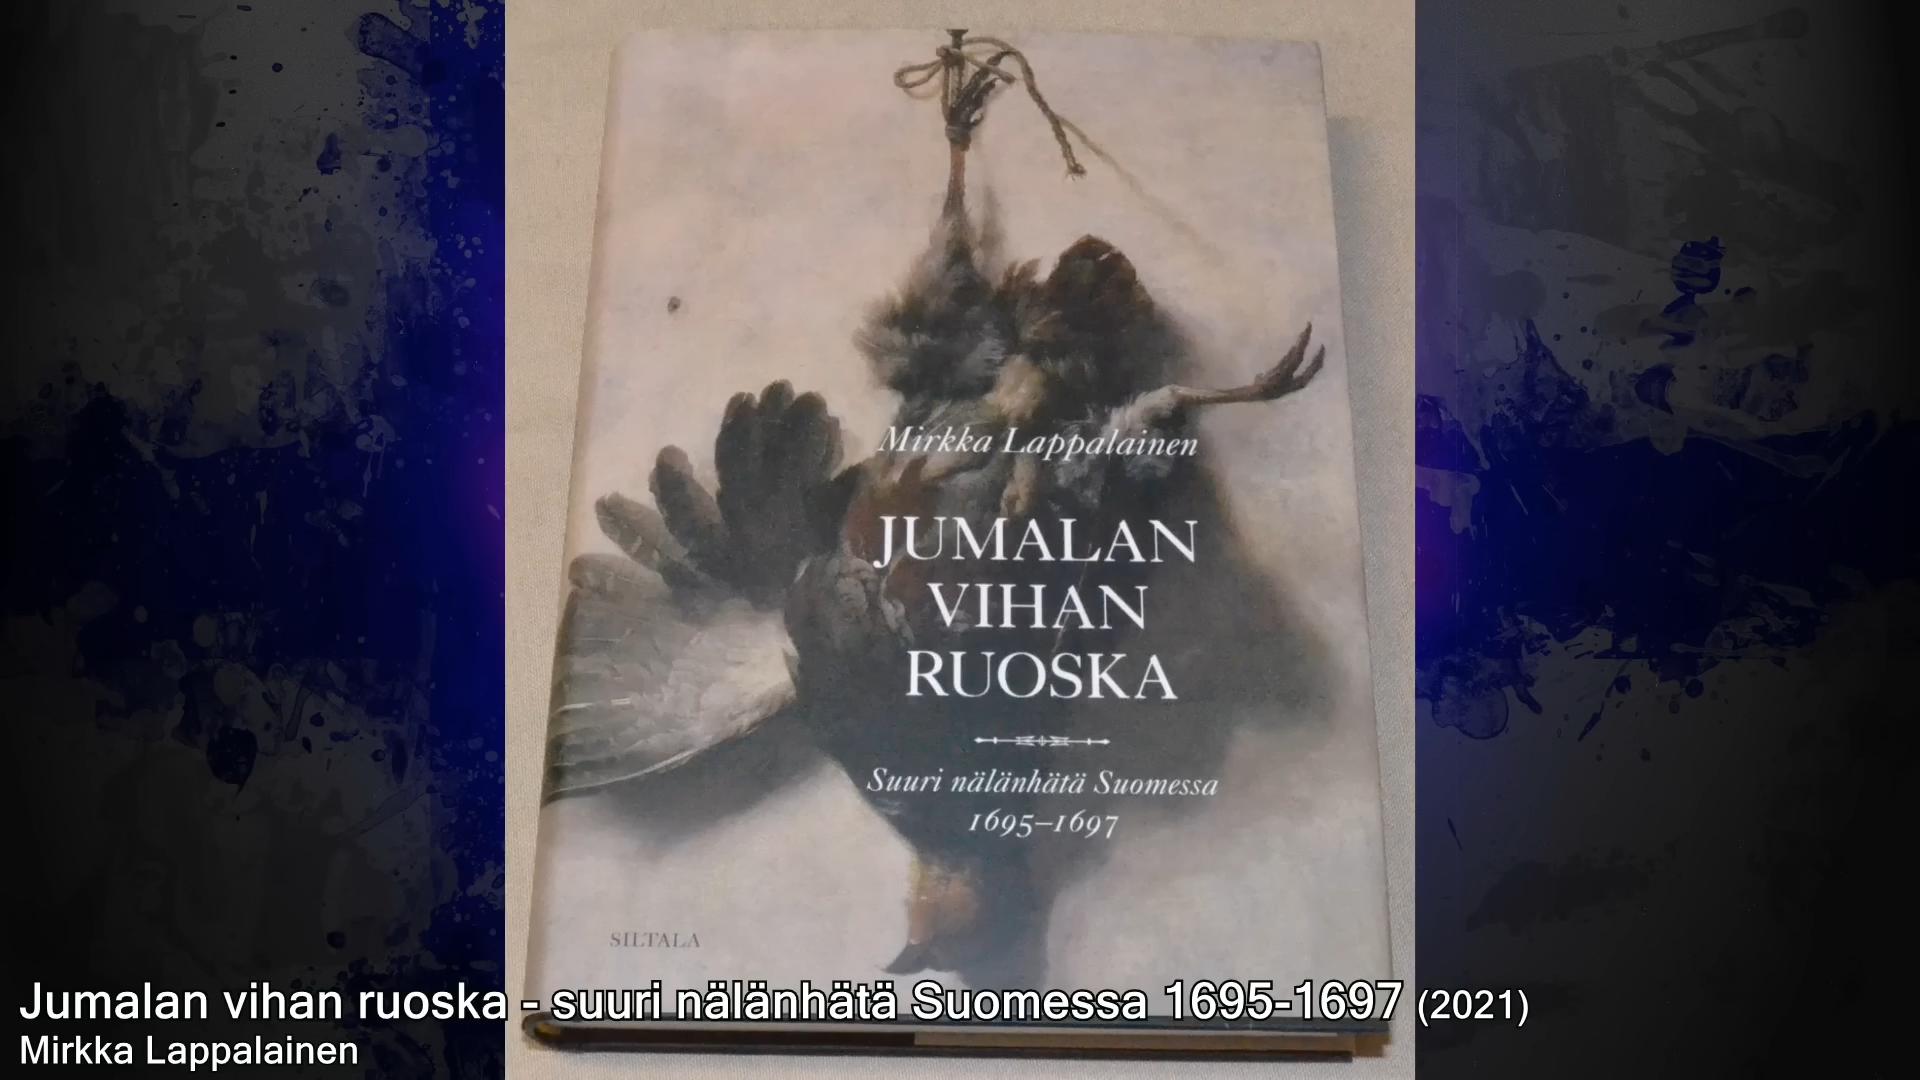 Mirkka Lappalainen
JUMALAN
VIHAN
RUOSKA
Suuri nälänhätä Suomessa
1695–1697
SILTALA
Jumalan vihan ruoska - suuri nälänhätä Suomessa 1695-1697 (2021)
Mirkka Lappalainen